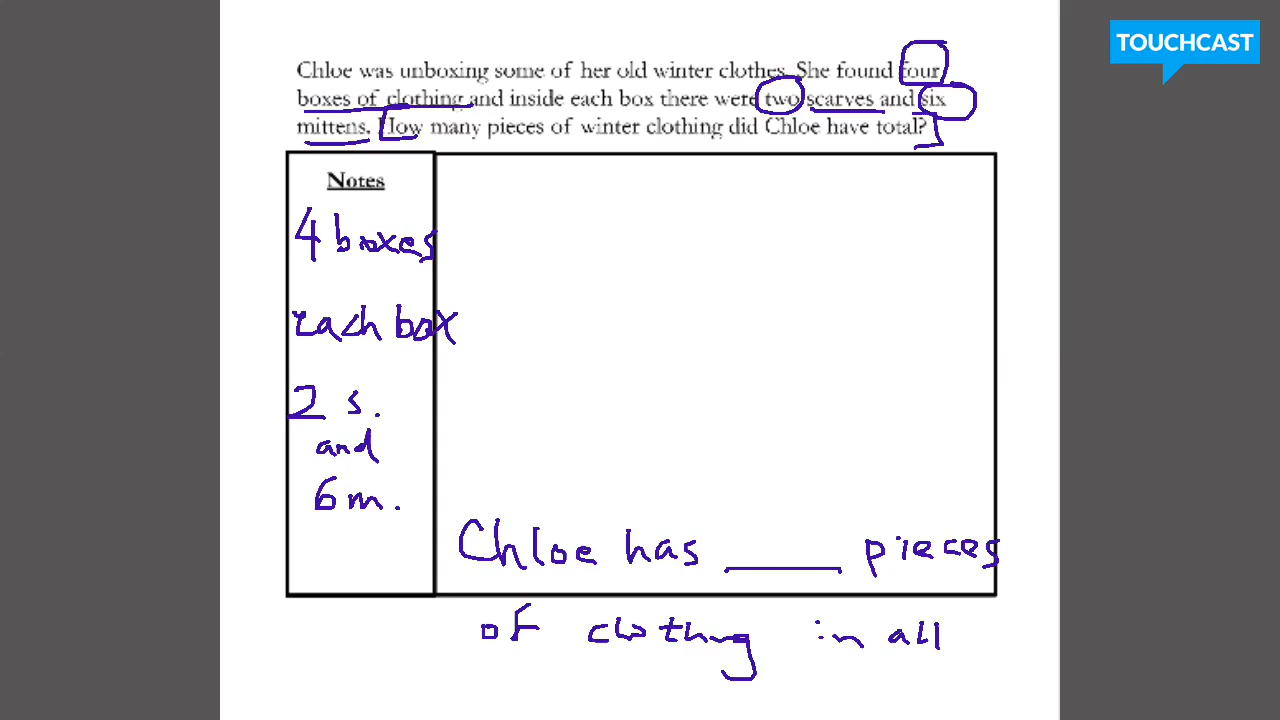 TOUCHCAST
Chloe was unboxing some of her old winter clothes. She found four
boxes of clothing and inside each box there were two scarves and six
mittens. How many pieces of winter clothing did Chloe have total?
Notes
4 boxes
each box
2 s.
and
6 m.
Chloe has ____ pieces
of clothing in all